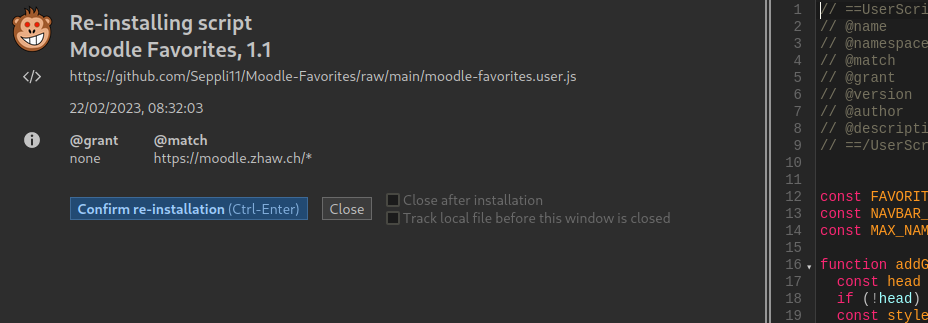 Re-installing script
Moodle Favorites, 1.1
</> https://github.com/Seppli11/Moodle-Favorites/raw/main/moodle-favorites.user.js
22/02/2023, 08:32:03
@grant @match
none https://moodle.zhaw.ch/*
Confirm re-installation (Ctrl-Enter) Close Close after installation
Track local file before this window is closed
1 // ==UserScri
2 // @name
3 // @namespace
4 // @match
5 // @grant
6 // @version
7 // @author
8 // @descripti
9 // ==/UserScr
10
11
12 const FAVORIT
13 const NAVBAR_
14 const MAX_NAM
15
16 function addG
17 const head
18 if (!head)
19 const style